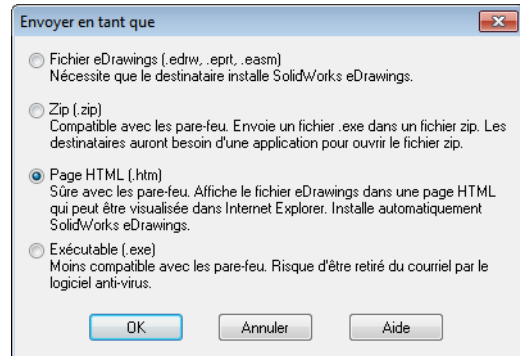 Envoyer en tant que
Fichier eDrawings (.edrw, .eprt, .easm)
Nécessite que le destinataire installe SolidWorks eDrawings.
Zip (.zip)
Compatible avec les pare-feu. Envoie un fichier .exe dans un fichier zip. Les
destinataires auront besoin d'une application pour ouvrir le fichier zip.
Page HTML (.htm)
Sûre avec les pare-feu. Affiche le fichier eDrawings dans une page HTML
qui peut être visualisée dans Internet Explorer. Installe automatiquement
SolidWorks eDrawings.
Exécutable (.exe)
Moins compatible avec les pare-feu. Risque d'être retiré du courriel par le
logiciel anti-virus.
OK Annuler Aide